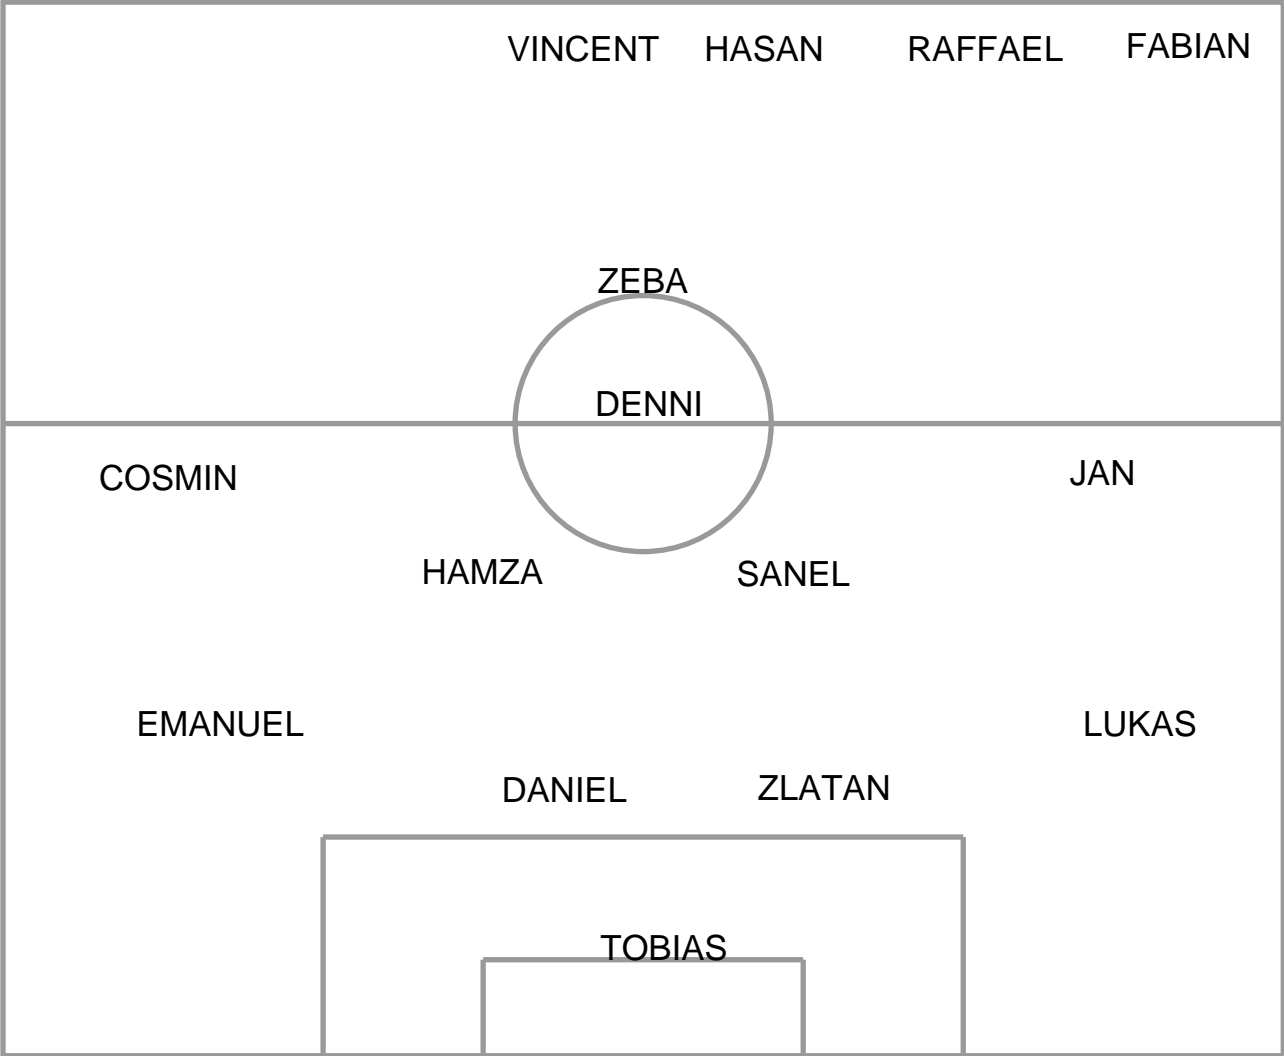 VINCENT HASAN RAFFAEL FABIAN
ZEBA
DENNI
COSMIN JAN
HAMZA SANEL
EMANUEL LUKAS
DANIEL ZLATAN
TOBIAS